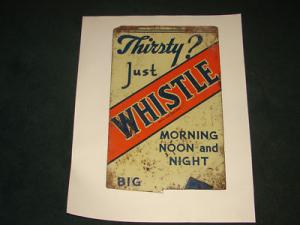 Thirsty?
Just
WHISTLE
MORNING
NOON and
NIGHT
BIG